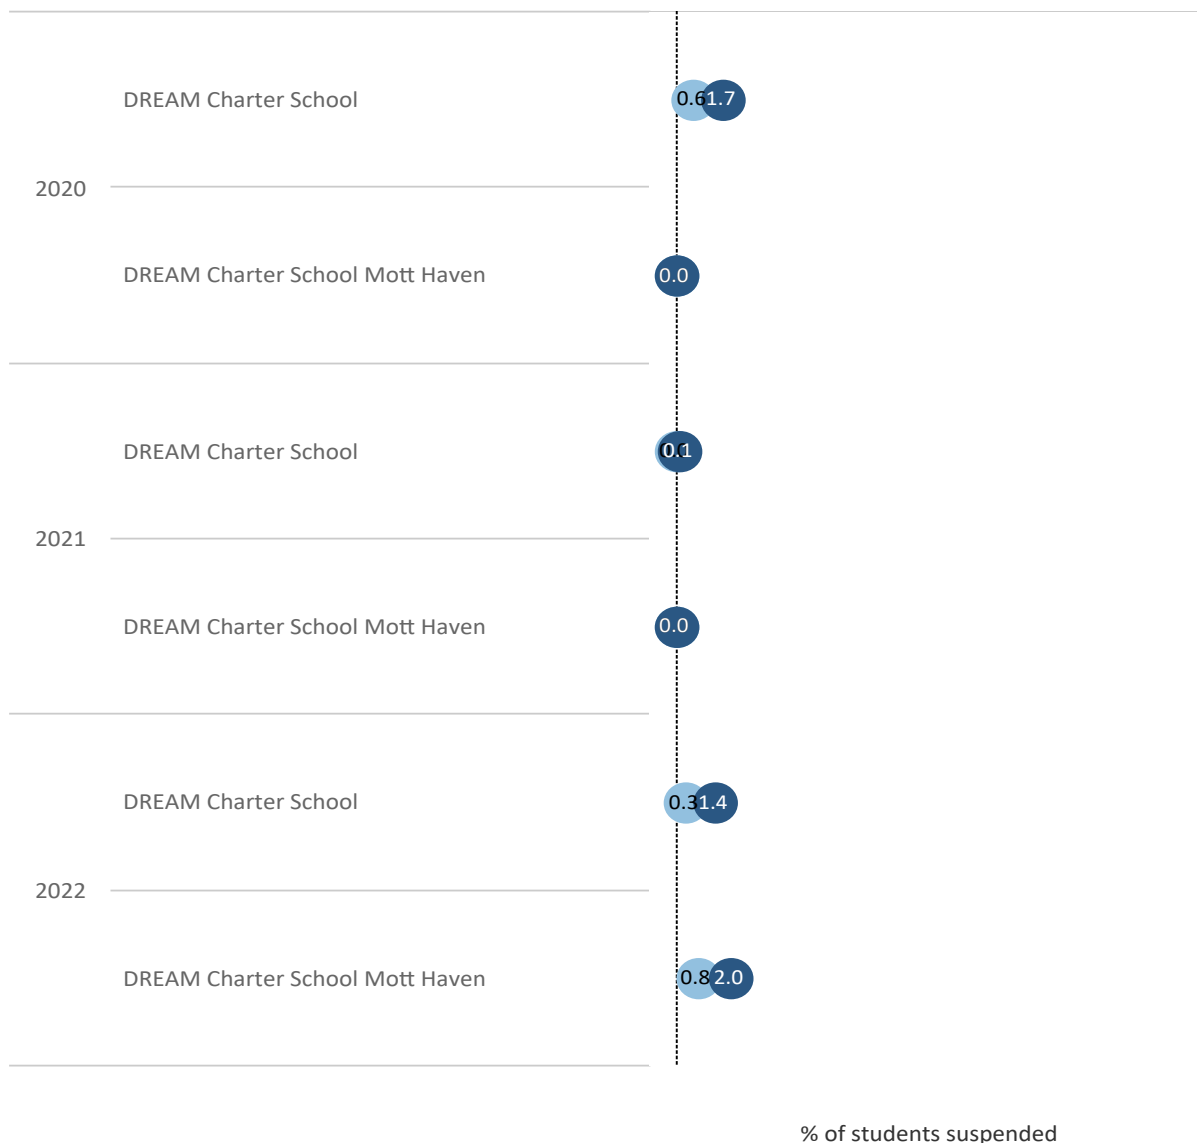 DREAM Charter School 0.6 1.7
2020
DREAM Charter School Mott Haven 0.0
DREAM Charter School 0.1
2021
DREAM Charter School Mott Haven 0.0
DREAM Charter School 0.3 1.4
2022
DREAM Charter School Mott Haven 0.8 2.0
% of students suspended